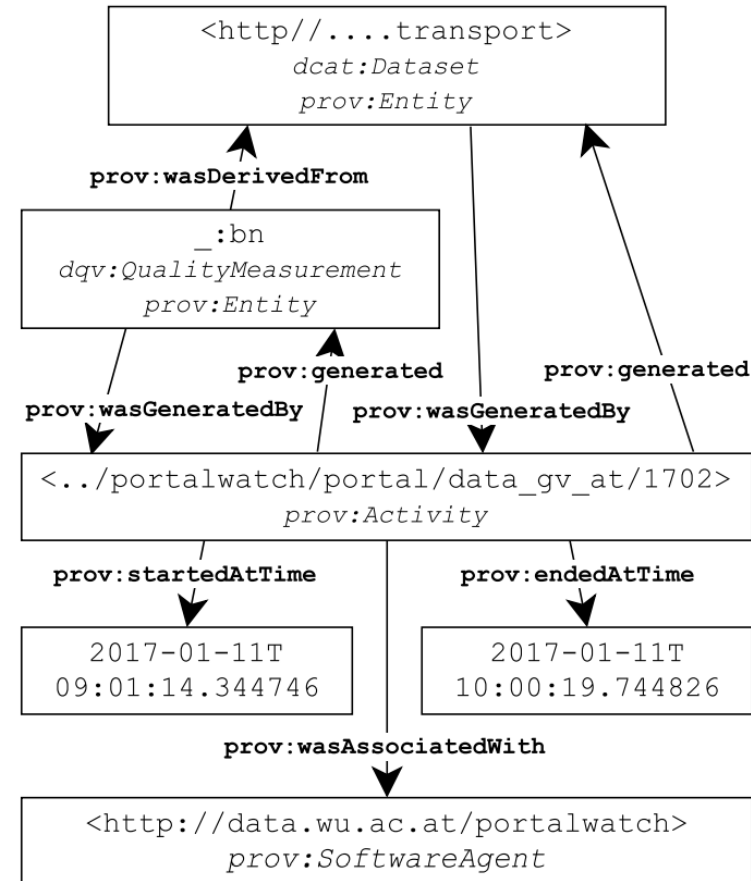 <http//....transport>
dcat:Dataset
prov:Entity
prov:wasDerivedFrom
_:bn
dqv:QualityMeasurement
prov:Entity
prov:generated
prov:generated
prov:wasGeneratedBy
prov:wasGeneratedBy
<../portalwatch/portal/data_gv_at/1702>
prov:Activity
prov:startedAtTime
prov:endedAtTime
2017-01-11T
09:01:14.344746
2017-01-11T
10:00:19.744826
prov:wasAssociatedWith
<http://data.wu.ac.at/portalwatch>
prov:SoftwareAgent